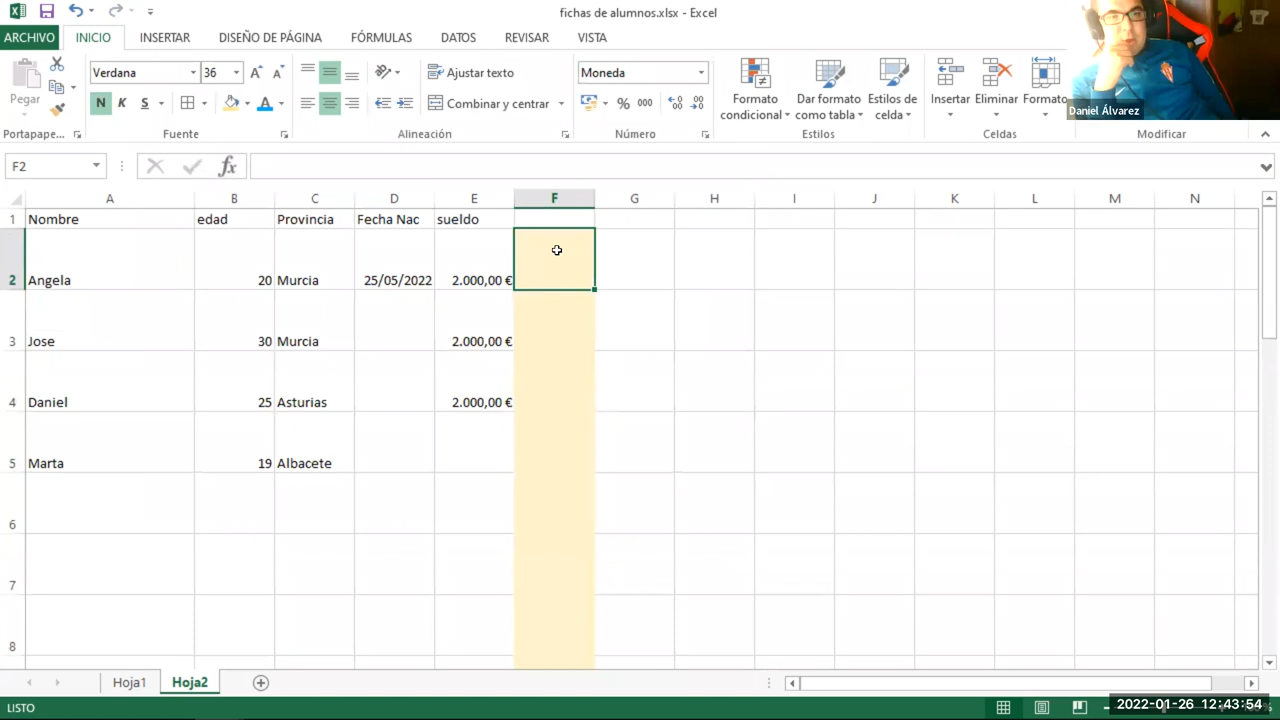 fichas de alumnos.xlsx - Excel
ARCHIVO INICIO INSERTAR DISEÑO DE PÁGINA FÓRMULAS DATOS REVISAR VISTA
Verdana 36 Ajustar texto Moneda
Pegar N K S Combinar y centrar % 000 Formato condicional Dar formato como tabla Estilos de celda Insertar Eliminar Formato
Daniel Álvarez
Portapape... Fuente Alineación Número Estilos Celdas Modificar
F2 fx
A B C D E F G H I J K L M N
1 Nombre edad Provincia Fecha Nac sueldo
2 Angela 20 Murcia 25/05/2022 2.000,00 €
3 Jose 30 Murcia 2.000,00 €
4 Daniel 25 Asturias 2.000,00 €
5 Marta 19 Albacete
6
7
8
Hoja1 Hoja2
LISTO 2022-01-26 12:43:54